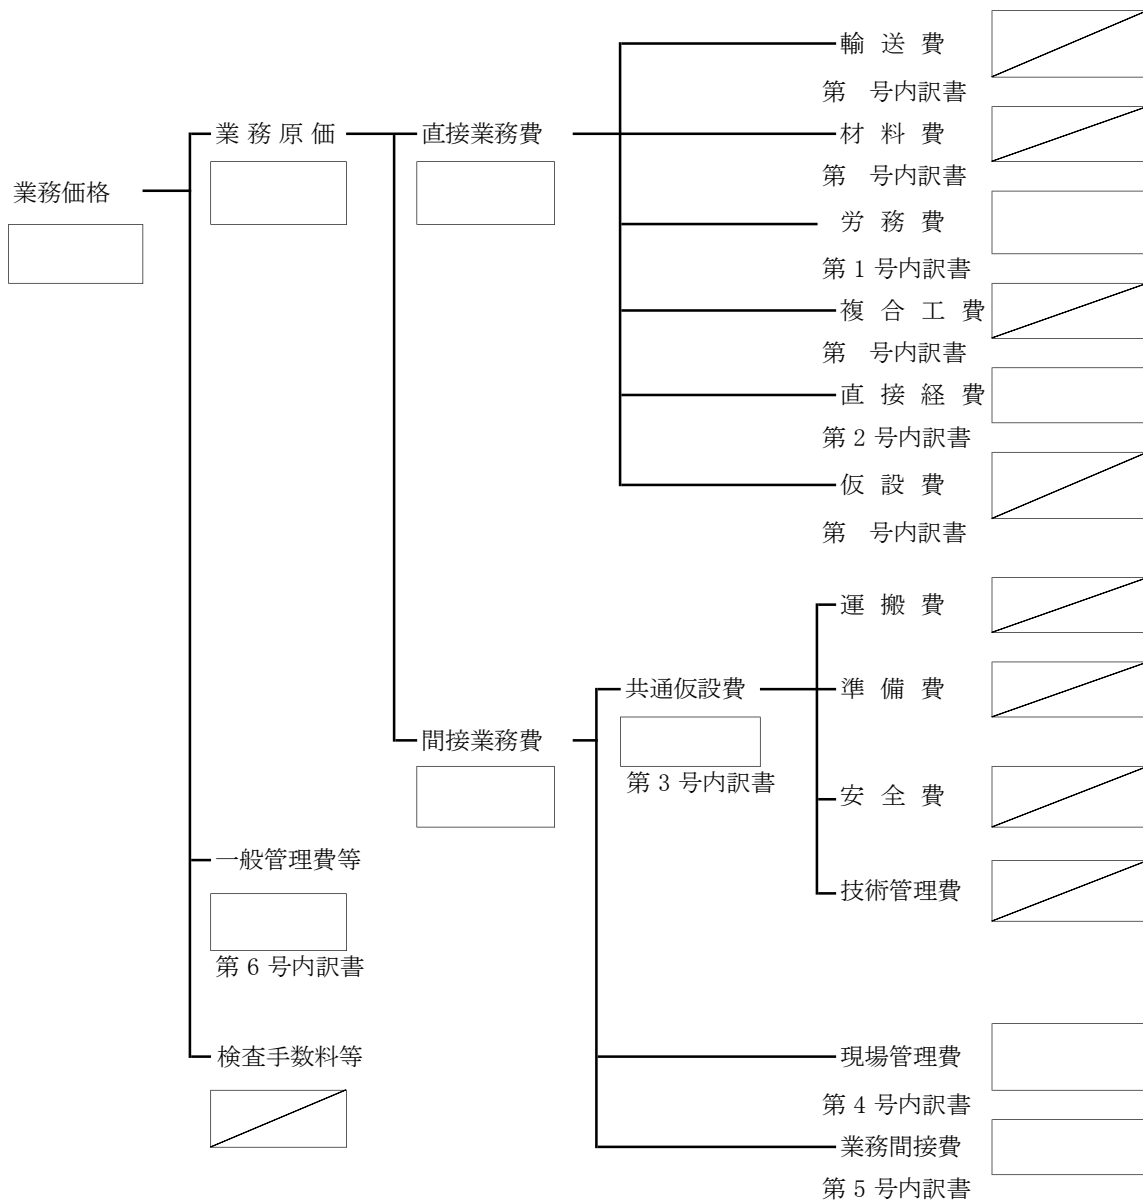 輸 送 費
第　号内訳書
業 務 原 価
直接業務費
材 料 費
第　号内訳書
業務価格
労 務 費
第 1 号内訳書
複 合 工 費
第　号内訳書
直 接 経 費
第 2 号内訳書
仮 設 費
第　号内訳書
運 搬 費
共通仮設費
準 備 費
間接業務費
第 3 号内訳書
安 全 費
一般管理費等
技術管理費
第 6 号内訳書
検査手数料等
現場管理費
第 4 号内訳書
業務間接費
第 5 号内訳書